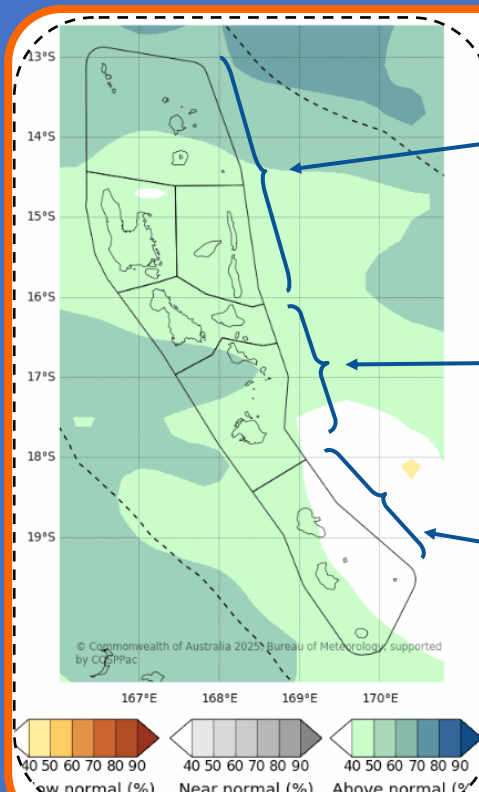 13°S
14°S
15°S
16°S
17°S
18°S
19°S
© Commonwealth of Australia 2025, Bureau of Meteorology, supported
by COSPPac
167°E 168°E 169°E 170°E
40 50 60 70 80 90 40 50 60 70 80 90 40 50 60 70 80 90
ow normal (%) Near normal (%) Above normal (%